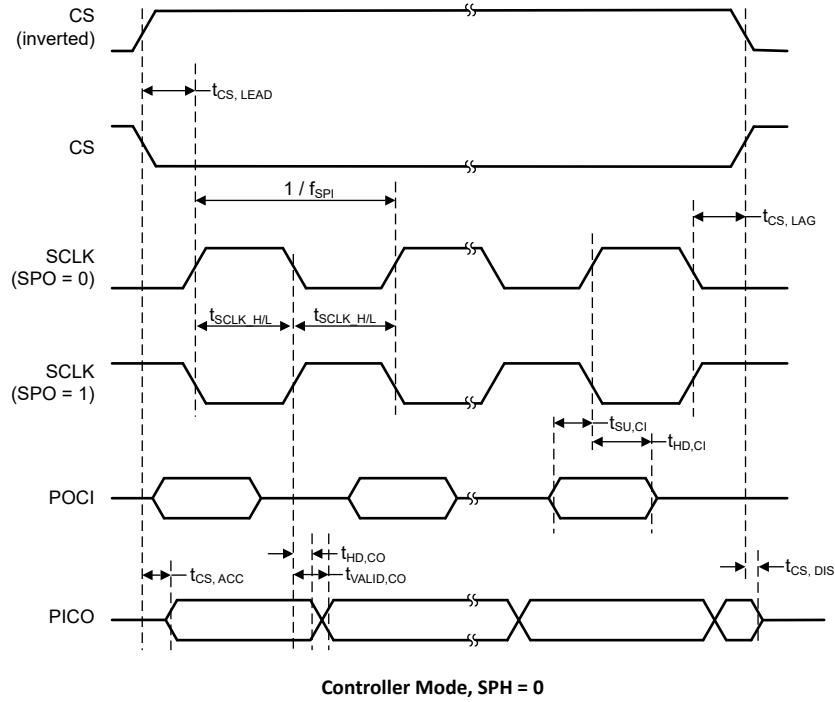 CS
(inverted)
tCS, LEAD
CS
1 / fSPI
tCS, LAG
SCLK
(SPO = 0)
tSCLK_H/L
tSCLK_H/L
SCLK
(SPO = 1)
tSU,CI
tHD,CI
POCI
tHD,CO
tVALID,CO
tCS, ACC
tCS, DIS
PICO
Controller Mode, SPH = 0